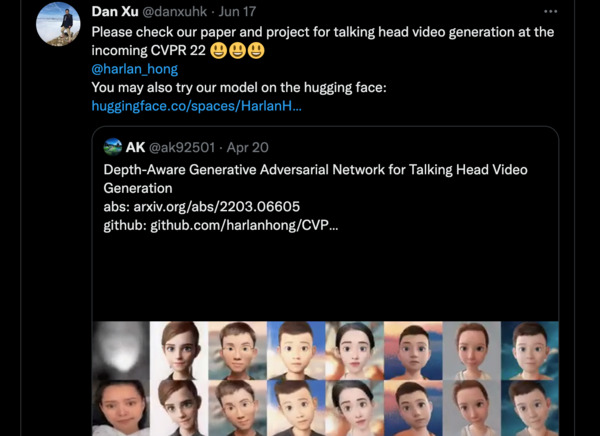 Dan Xu @danxuhk · Jun 17
Please check our paper and project for talking head video generation at the
incoming CVPR 22 😃😃😃
@harlan_hong
You may also try our model on the hugging face:
huggingface.co/spaces/HarlanH…
AK @ak92501 · Apr 20
Depth-Aware Generative Adversarial Network for Talking Head Video
Generation
abs: arxiv.org/abs/2203.06605
github: github.com/harlanhong/CVP…